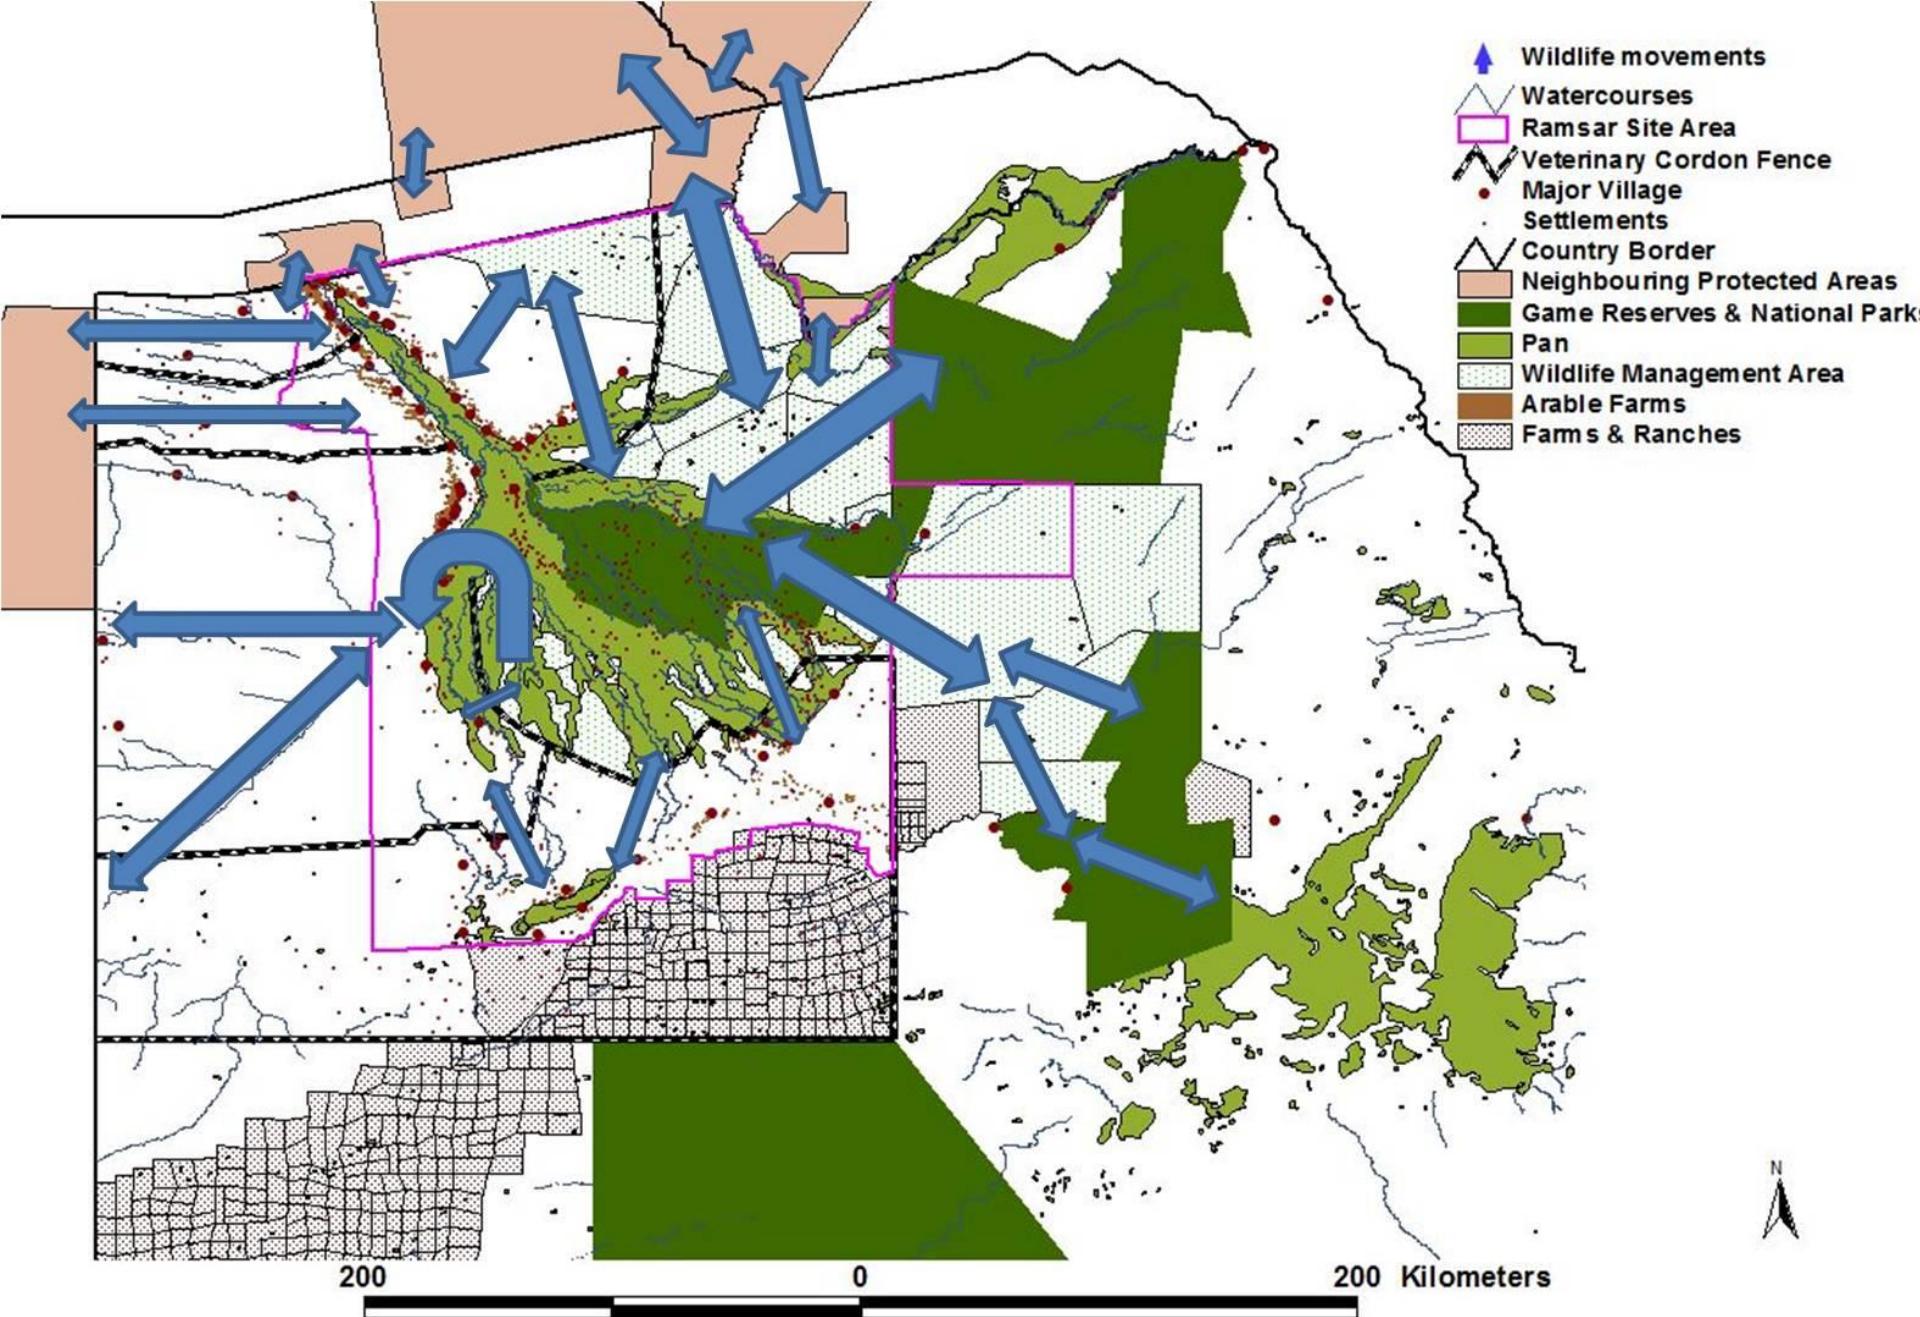 Wildlife movements
Watercourses
Ramsar Site Area
Veterinary Cordon Fence
Major Village
Settlements
Country Border
Neighbouring Protected Areas
Game Reserves & National Parks
Pan
Wildlife Management Area
Arable Farms
Farms & Ranches
N
200 0 200 Kilometers